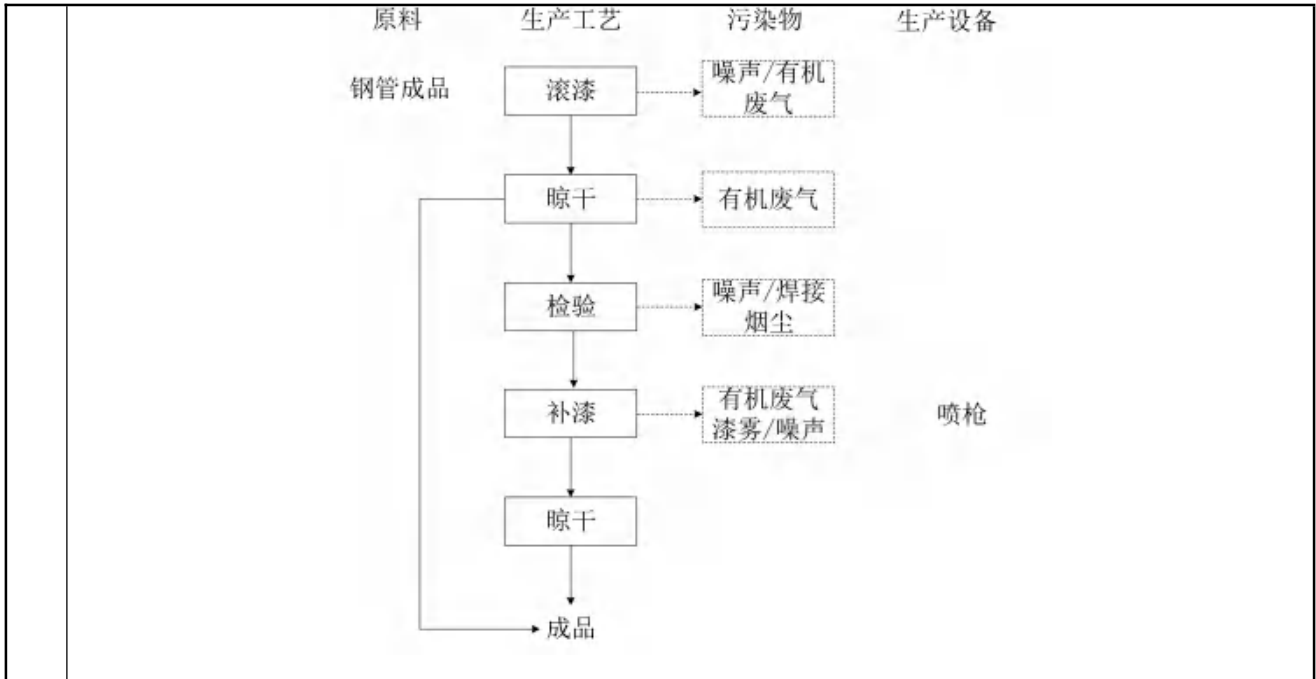 原料 生产工艺 污染物 生产设备
钢管成品 滚漆 噪声/有机
废气
晾干 有机废气
检验 噪声/焊接
烟尘
补漆 有机废气
漆雾/噪声 喷枪
晾干
成品